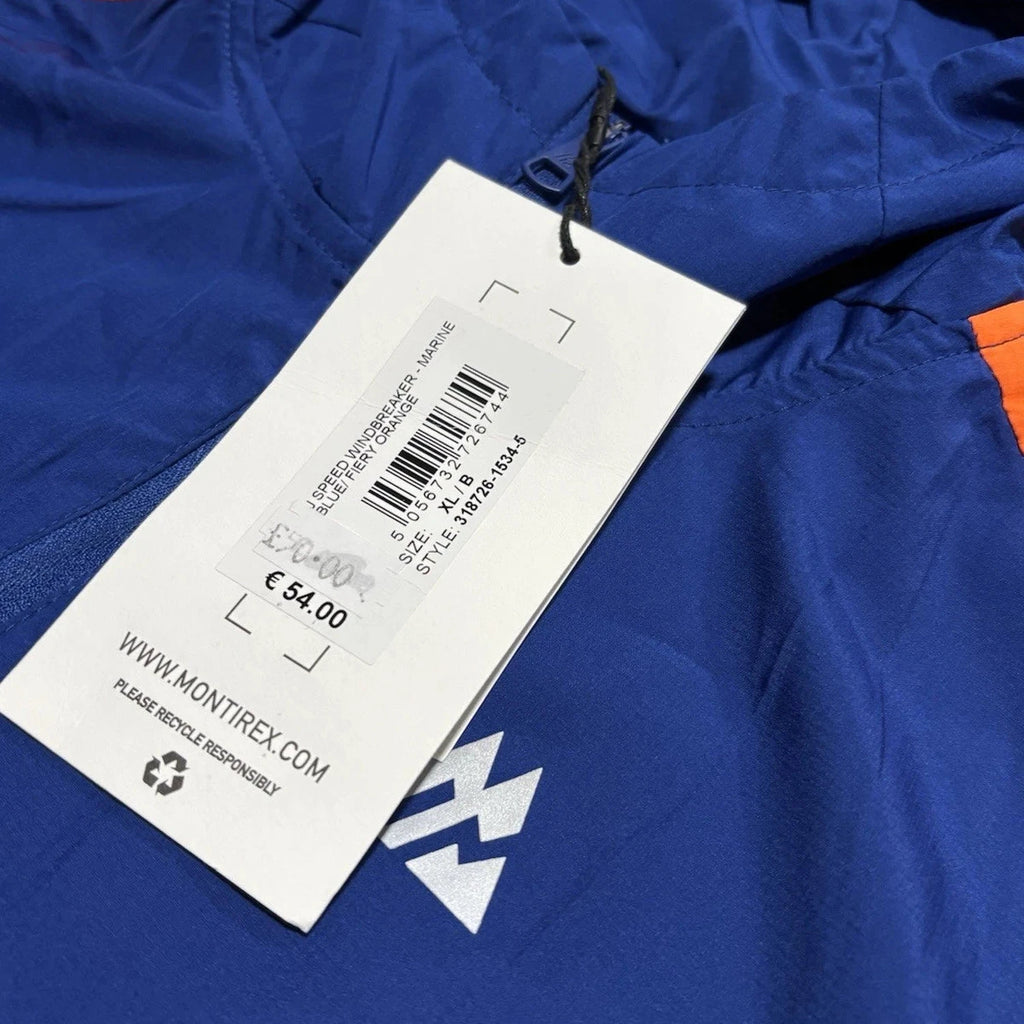 J SPEED WINDBREAKER - MARINE
BLUE/ FIERY ORANGE
5 056732 726744
SIZE: XL / B
STYLE: 318726-1534-5
£50.00
€ 54.00
WWW.MONTIREX.COM
PLEASE RECYCLE RESPONSIBLY